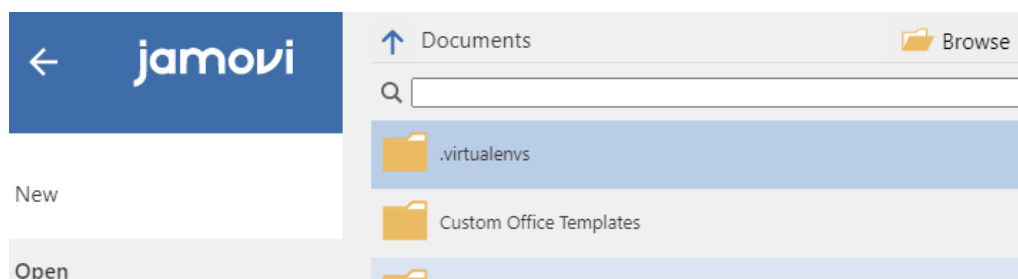 jamovi
Documents
Browse
.virtualenvs
New
Custom Office Templates
Open